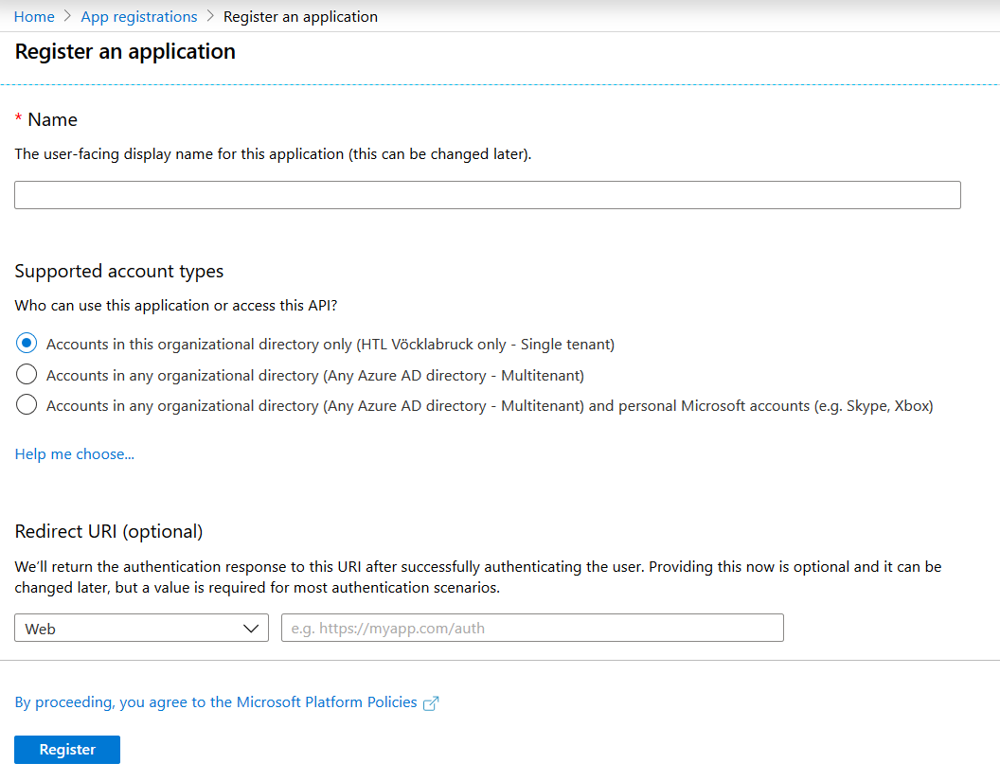 Home > App registrations > Register an application
Register an application
* Name
The user-facing display name for this application (this can be changed later).
Supported account types
Who can use this application or access this API?
Accounts in this organizational directory only (HTL Vöcklabruck only - Single tenant)
Accounts in any organizational directory (Any Azure AD directory - Multitenant)
Accounts in any organizational directory (Any Azure AD directory - Multitenant) and personal Microsoft accounts (e.g. Skype, Xbox)
Help me choose...
Redirect URI (optional)
We'll return the authentication response to this URI after successfully authenticating the user. Providing this now is optional and it can be
changed later, but a value is required for most authentication scenarios.
Web e.g. https://myapp.com/auth
By proceeding, you agree to the Microsoft Platform Policies
Register